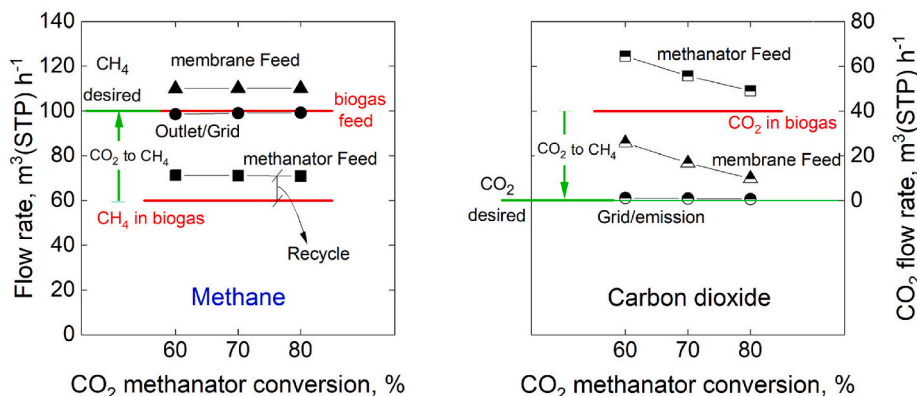 Flow rate, m³(STP) h⁻¹
140
120
100
80
60
40
20
0
CH₄
desired
membrane Feed
biogas
feed
Outlet/Grid
CO₂ to CH₄
methanator Feed
CH₄ in biogas
Recycle
Methane
60
70
80
CO₂ methanator conversion, %
methanator Feed
CO₂ in biogas
CO₂ to CH₄
membrane Feed
CO₂
desired
Grid/emission
Carbon dioxide
60
70
80
CO₂ methanator conversion, %
80
60
40
20
0
CO₂ flow rate, m³(STP) h⁻¹